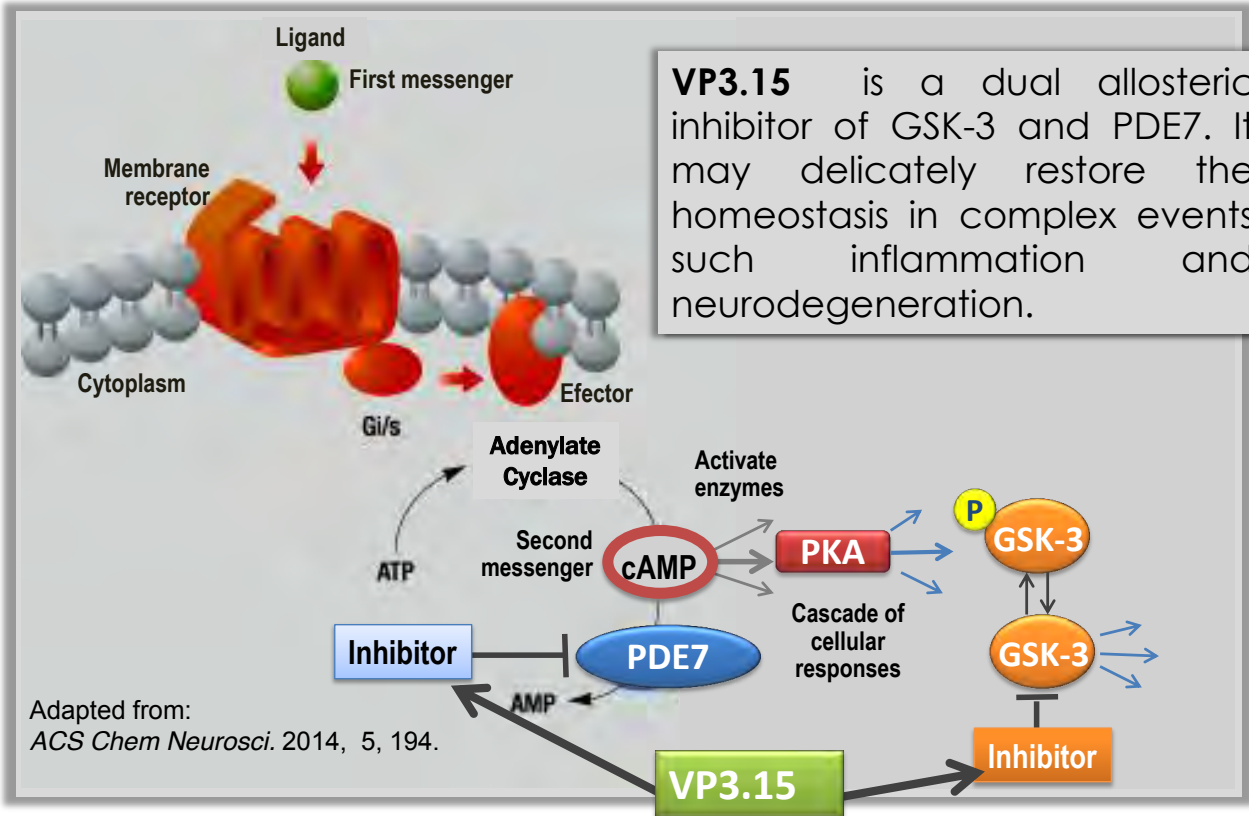 Ligand
First messenger
VP3.15 is a dual allosteric
inhibitor of GSK-3 and PDE7. It
may delicately restore the
homeostasis in complex events
such inflammation and
neurodegeneration.
Membrane
receptor
Cytoplasm
Efector
Gi/s
Adenylate
Cyclase
Activate
enzymes
P
GSK-3
Second
messenger
cAMP
PKA
ATP
Cascade of
cellular
responses
GSK-3
Inhibitor
PDE7
AMP
Adapted from:
ACS Chem Neurosci. 2014, 5, 194.
Inhibitor
VP3.15